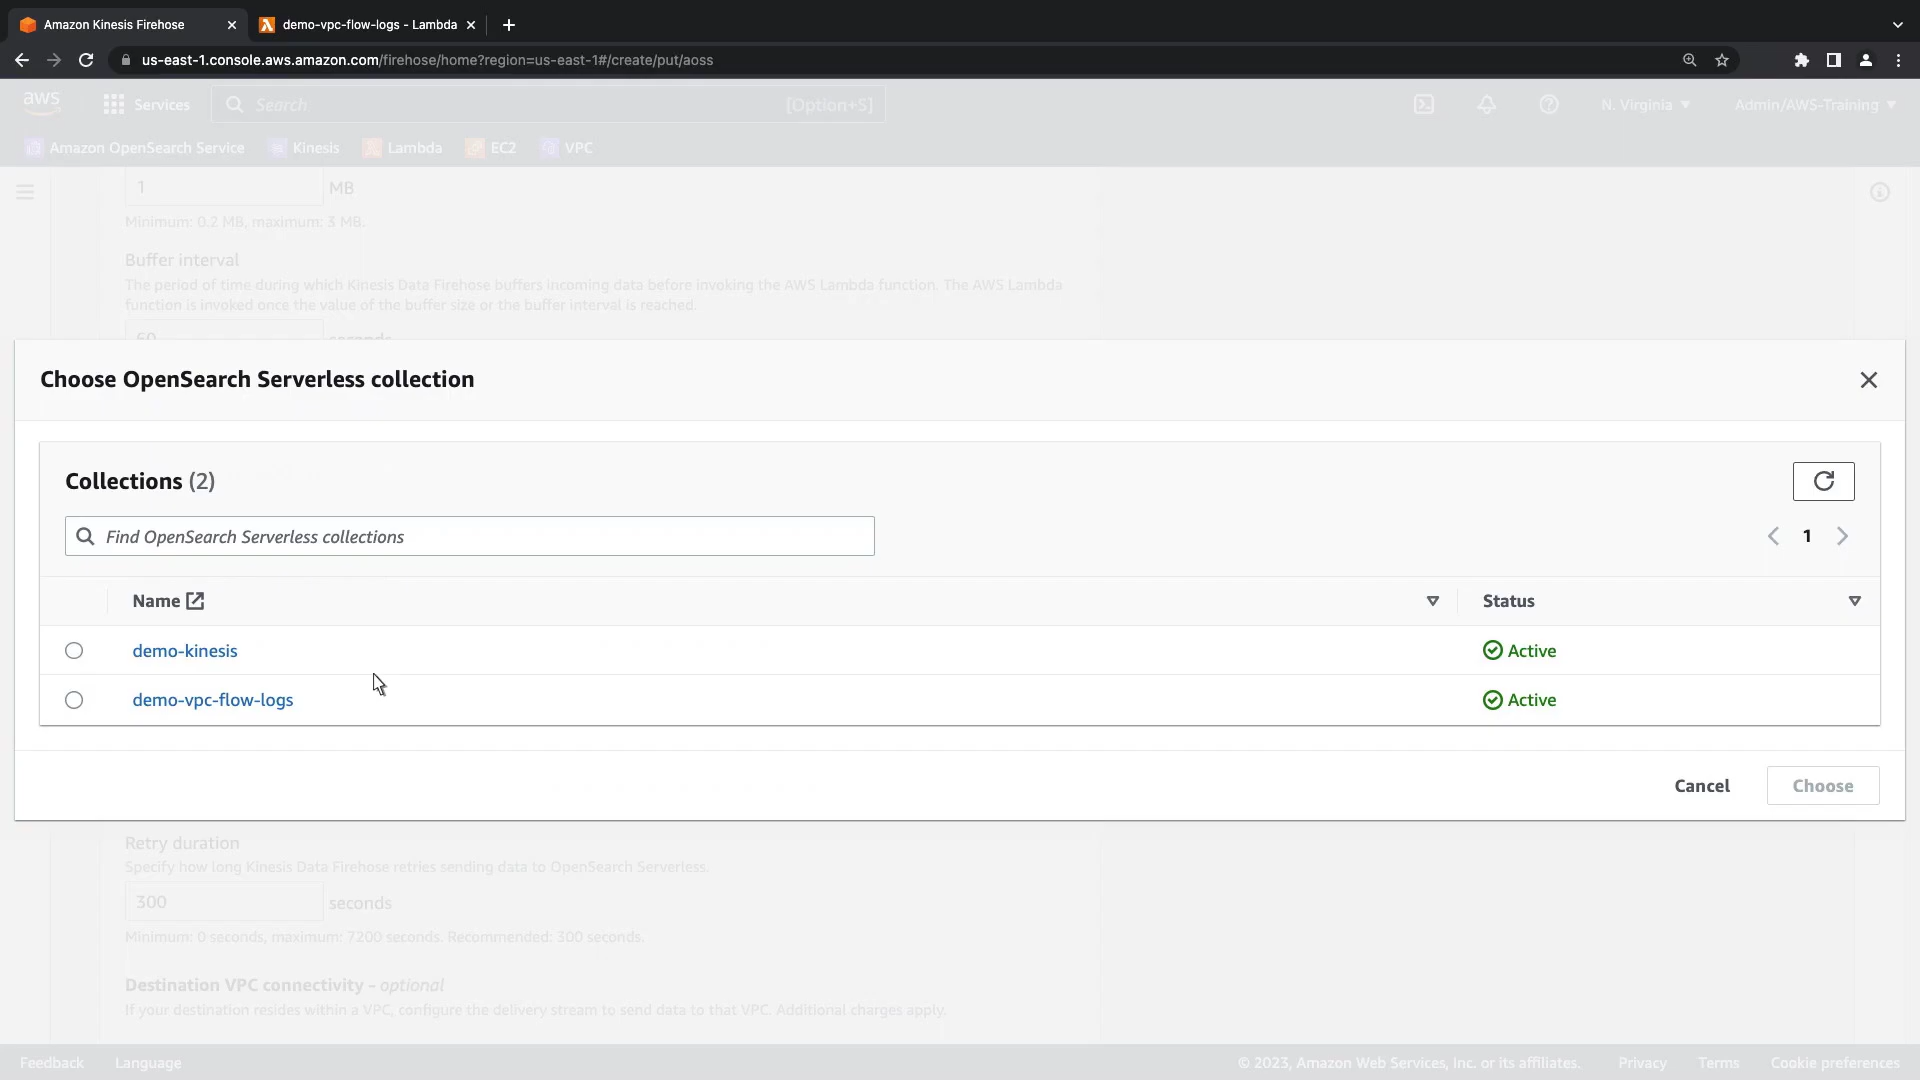 Amazon Kinesis Firehose
demo-vpc-flow-logs - Lambda
us-east-1.console.aws.amazon.com/firehose/home?region=us-east-1#/create/put/aoss
aws
Services
Search
[Option+S]
N. Virginia
Admin/AWS-Training
Amazon OpenSearch Service
Kinesis
Lambda
EC2
VPC
1
MB
Minimum: 0.2 MB, maximum: 3 MB.
Buffer interval
The period of time during which Kinesis Data Firehose buffers incoming data before invoking the AWS Lambda function. The AWS Lambda
function is invoked once the value of the buffer size or the buffer interval is reached.
60
seconds
Choose OpenSearch Serverless collection
Collections (2)
Find OpenSearch Serverless collections
1
Name
Status
demo-kinesis
Active
demo-vpc-flow-logs
Active
Cancel
Choose
Retry duration
Specify how long Kinesis Data Firehose retries sending data to OpenSearch Serverless.
300
seconds
Minimum: 0 seconds, maximum: 7200 seconds. Recommended: 300 seconds.
Destination VPC connectivity - optional
If your destination resides within a VPC, configure the delivery stream to send data to that VPC. Additional charges apply.
Feedback
Language
© 2023, Amazon Web Services, Inc. or its affiliates.
Privacy
Terms
Cookie preferences